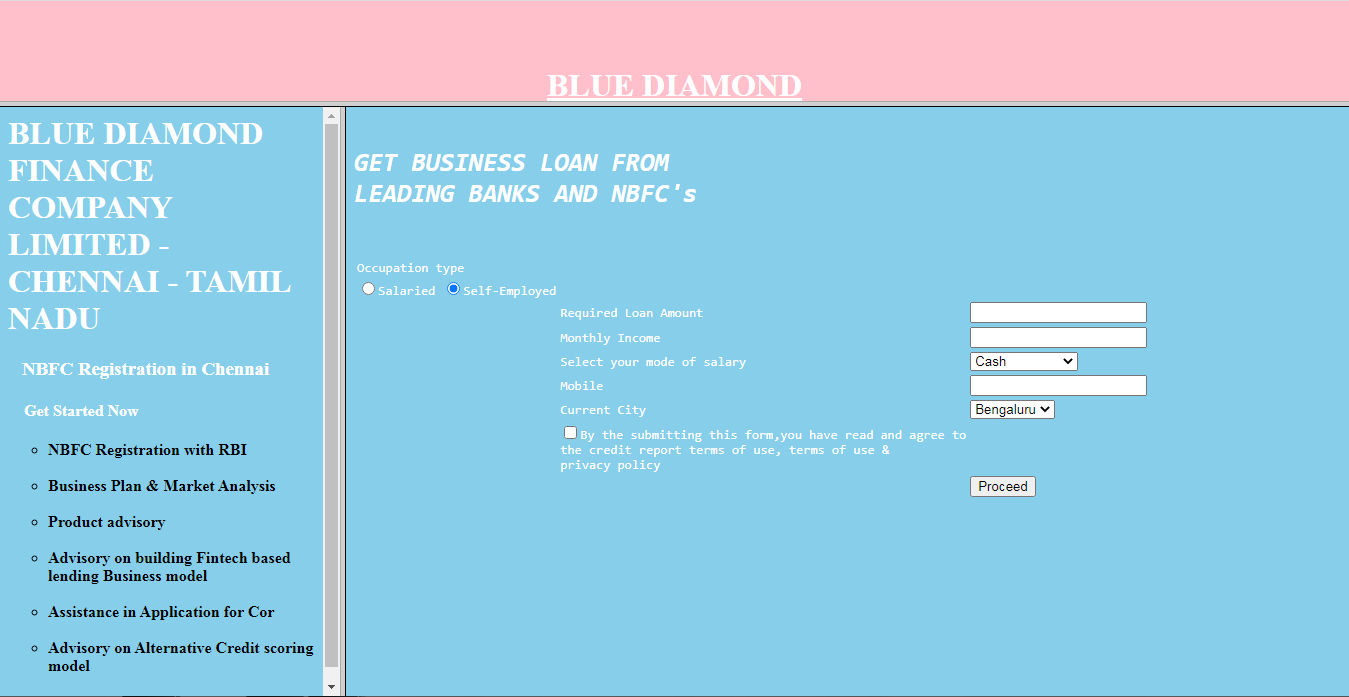 BLUE DIAMOND
BLUE DIAMOND
FINANCE
COMPANY
LIMITED -
CHENNAI - TAMIL
NADU
NBFC Registration in Chennai
Get Started Now
NBFC Registration with RBI
Business Plan & Market Analysis
Product advisory
Advisory on building Fintech based
lending Business model
Assistance in Application for Cor
Advisory on Alternative Credit scoring
model
GET BUSINESS LOAN FROM
LEADING BANKS AND NBFC's
Occupation type
Salaried Self-Employed
Required Loan Amount
Monthly Income
Select your mode of salary Cash
Mobile
Current City Bengaluru
By the submitting this form,you have read and agree to
the credit report terms of use, terms of use &
privacy policy
Proceed